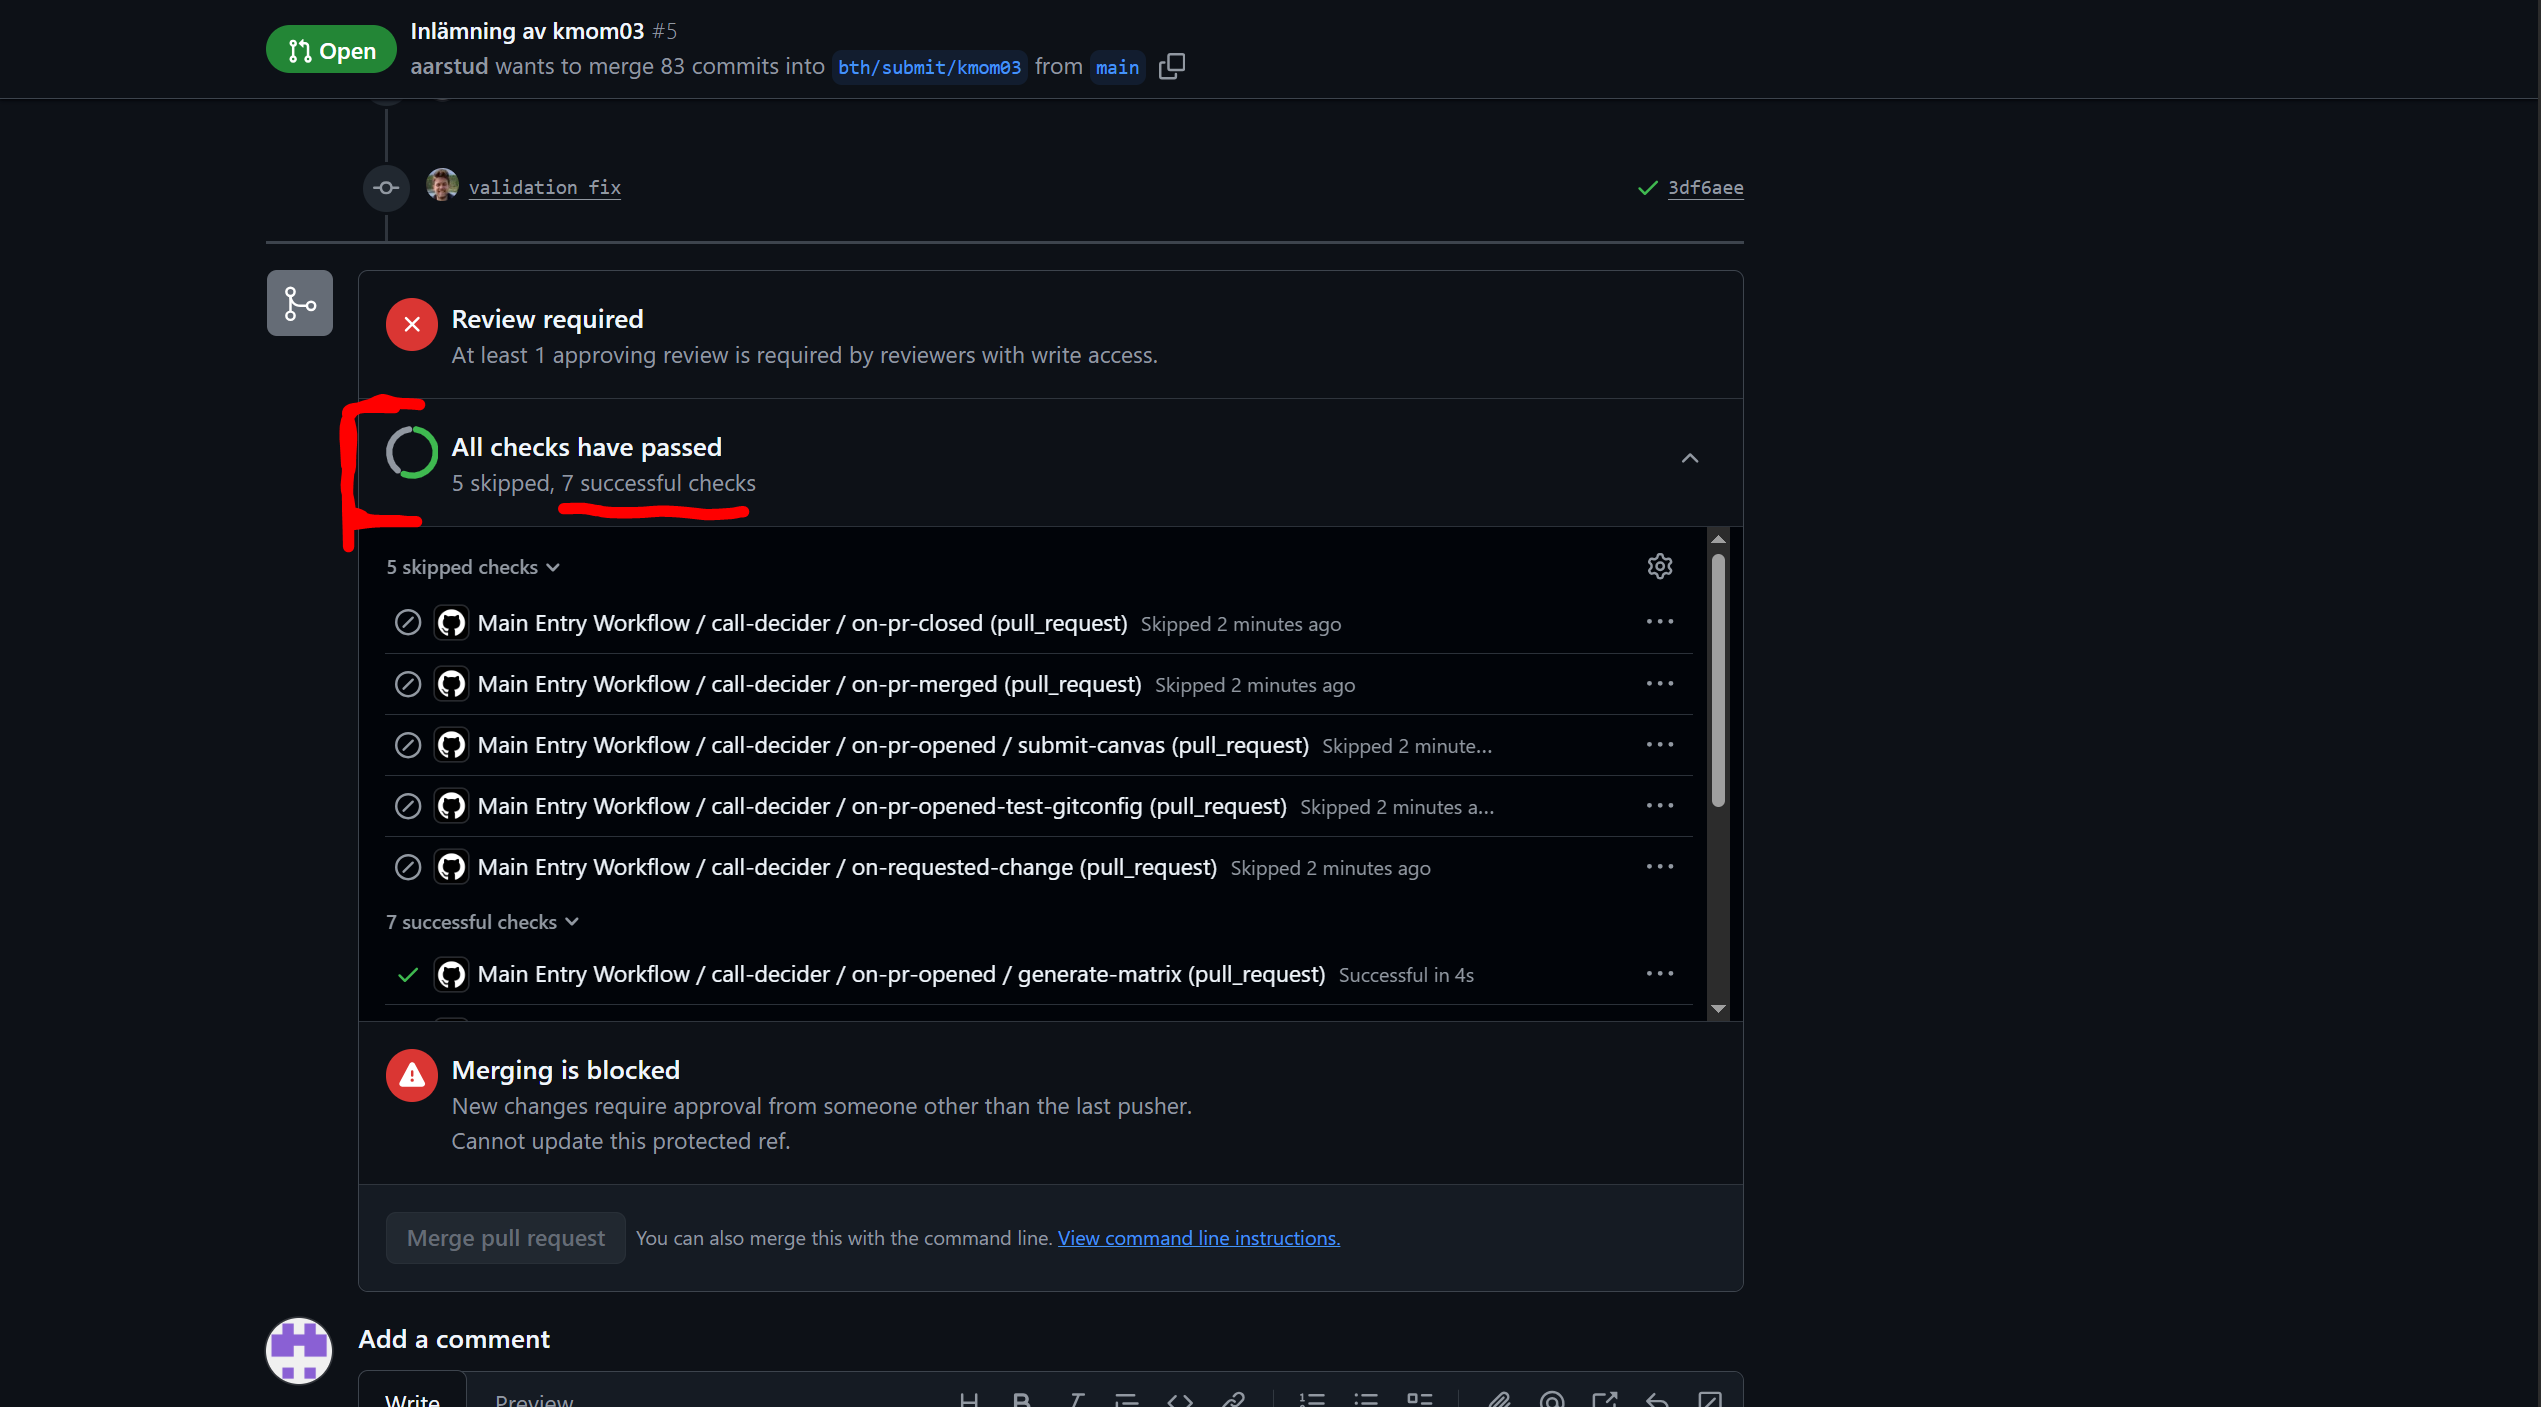 Open
Inlämning av kmom03 #5
aarstud wants to merge 83 commits into bth/submit/kmom03 from main
validation fix
3df6aee
Review required
At least 1 approving review is required by reviewers with write access.
All checks have passed
5 skipped, 7 successful checks
5 skipped checks
Main Entry Workflow / call-decider / on-pr-closed (pull_request) Skipped 2 minutes ago
Main Entry Workflow / call-decider / on-pr-merged (pull_request) Skipped 2 minutes ago
Main Entry Workflow / call-decider / on-pr-opened / submit-canvas (pull_request) Skipped 2 minute...
Main Entry Workflow / call-decider / on-pr-opened-test-gitconfig (pull_request) Skipped 2 minutes a...
Main Entry Workflow / call-decider / on-requested-change (pull_request) Skipped 2 minutes ago
7 successful checks
Main Entry Workflow / call-decider / on-pr-opened / generate-matrix (pull_request) Successful in 4s
Merging is blocked
New changes require approval from someone other than the last pusher.
Cannot update this protected ref.
Merge pull request You can also merge this with the command line. View command line instructions.
Add a comment
Write Preview